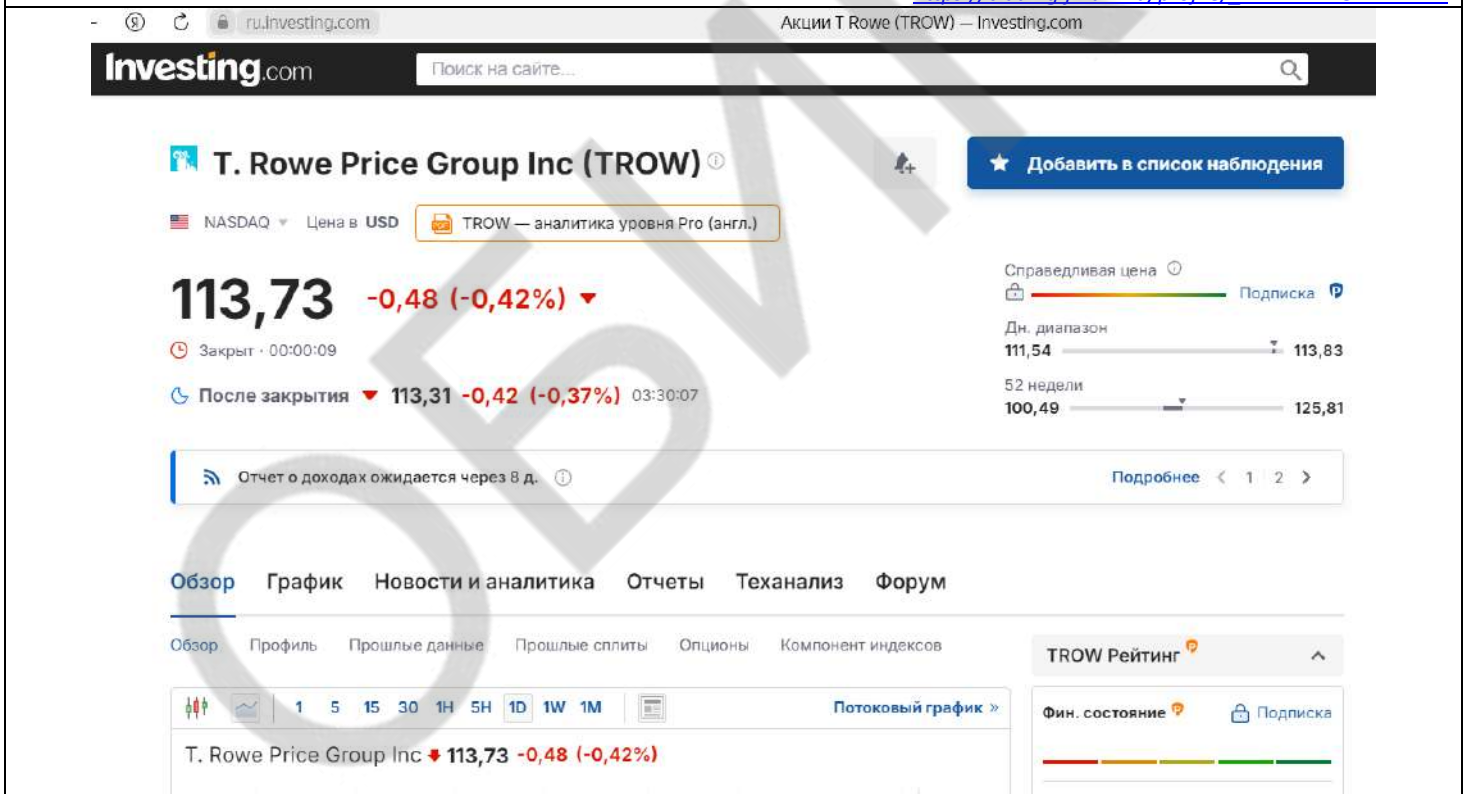 ru.investing.com
Акции T Rowe (TROW) — Investing.com
Investing.com
Поиск на сайте...
T. Rowe Price Group Inc (TROW)
Добавить в список наблюдения
NASDAQ
Цена в USD
TROW — аналитика уровня Pro (англ.)
Справедливая цена
113,73 -0,48 (-0,42%)
Подписка
Дн. диапазон
Закрыт · 00:00:09
111,54 113,83
52 недели
После закрытия 113,31 -0,42 (-0,37%) 03:30:07
100,49 125,81
Отчет о доходах ожидается через 8 д.
Подробнее < 1 2 >
Обзор График Новости и аналитика Отчеты Теханализ Форум
Обзор Профиль Прошлые данные Прошлые сплиты Опционы Компонент индексов
TROW Рейтинг
1 5 15 30 1H 5H 1D 1W 1M
Потоковый график »
Фин. состояние
Подписка
T. Rowe Price Group Inc 113,73 -0,48 (-0,42%)